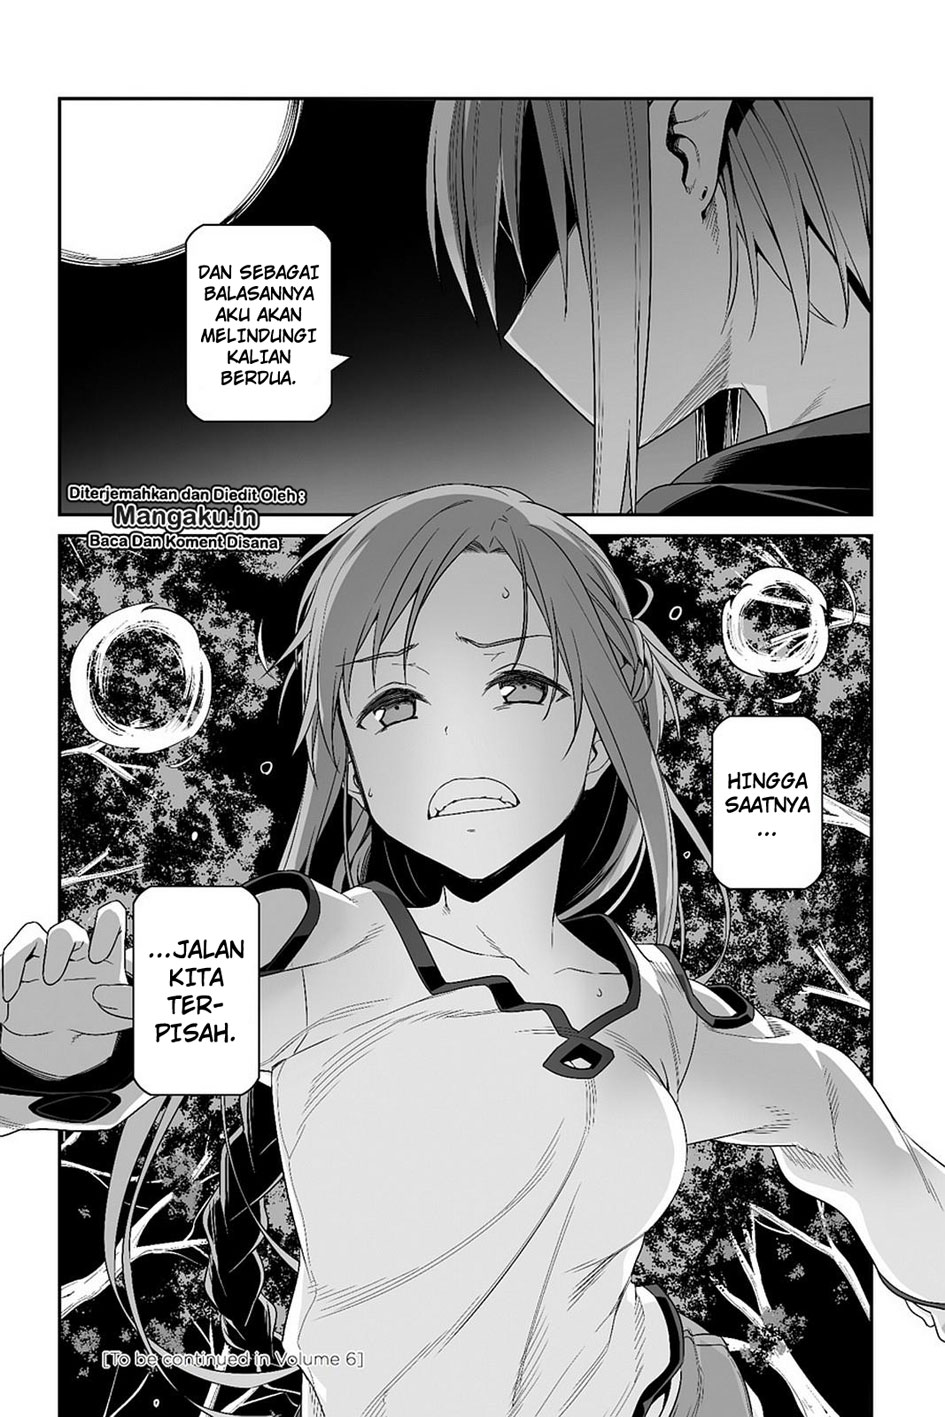 DAN SEBAGAI
BALASANNYA
AKU AKAN
MELINDUNGI
KALIAN
BERDUA.
Diterjemahkan dan Diedit Oleh :
Mangaku.in
Baca Dan Koment Disana
HINGGA
SAATNYA
...
...JALAN
KITA
TER-
PISAH.
[To be continued in Volume 6]